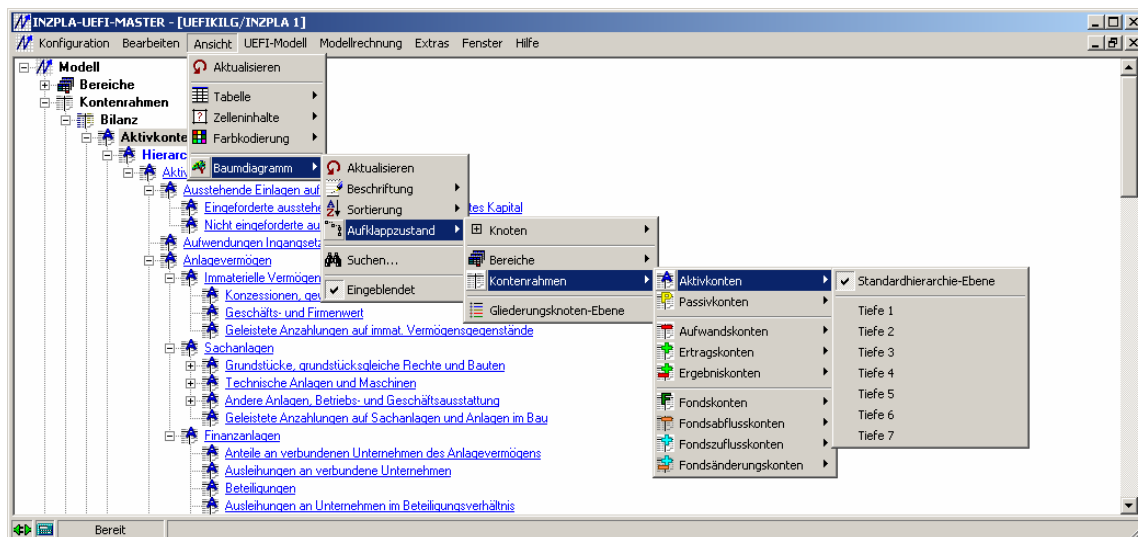 INZPLA-UEFI-MASTER - [UEFIKILG/INZPLA 1]
Konfiguration Bearbeiten Ansicht UEFI-Modell Modellrechnung Extras Fenster Hilfe
Modell
Bereiche
Kontenrahmen
Bilanz
Aktivkonte
Hierarc
Aktiv
Ausstehende Einlagen auf
Eingeforderte ausstehe
tes Kapital
Nicht eingeforderte au
Aufwendungen Ingangsetz
Anlagevermögen
Immaterielle Vermögen
Konzessionen, gew
Geschäfts- und Firmenwert
Geleistete Anzahlungen auf immat. Vermögensgegenstände
Sachanlagen
Grundstücke, grundstücksgleiche Rechte und Bauten
Technische Anlagen und Maschinen
Andere Anlagen, Betriebs- und Geschäftsausstattung
Geleistete Anzahlungen auf Sachanlagen und Anlagen im Bau
Finanzanlagen
Anteile an verbundenen Unternehmen des Anlagevermögens
Ausleihungen an verbundene Unternehmen
Beteiligungen
Ausleihungen an Unternehmen im Beteiligungsverhältnis
Aktualisieren
Tabelle
Zelleninhalte
Farbkodierung
Baumdiagramm
Aktualisieren
Beschriftung
Sortierung
Aufklappzustand
Suchen...
Eingeblendet
Knoten
Bereiche
Kontenrahmen
Gliederungsknoten-Ebene
Aktivkonten
Passivkonten
Aufwandskonten
Ertragskonten
Ergebniskonten
Fondskonten
Fondsabflusskonten
Fondszuflusskonten
Fondsänderungskonten
Standardhierarchie-Ebene
Tiefe 1
Tiefe 2
Tiefe 3
Tiefe 4
Tiefe 5
Tiefe 6
Tiefe 7
Bereit